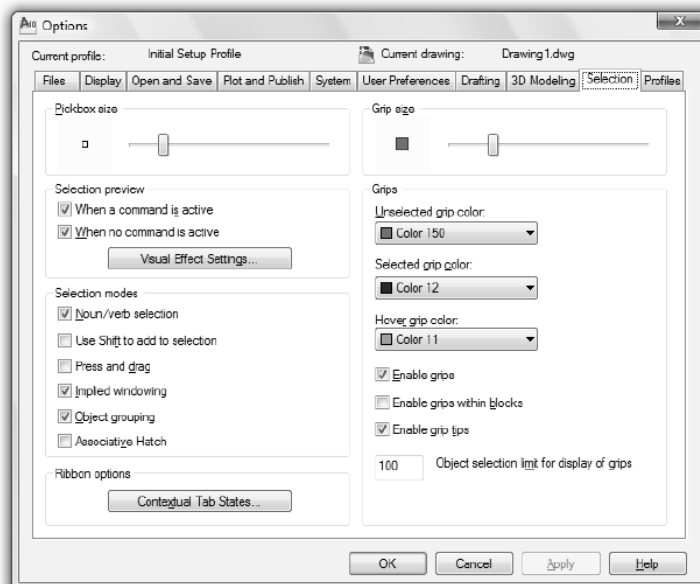 Options
Current profile: Initial Setup Profile Current drawing: Drawing1.dwg
Files Display Open and Save Plot and Publish System User Preferences Drafting 3D Modeling Selection Profiles
Pickbox size
Grip size
Selection preview
When a command is active
When no command is active
Visual Effect Settings...
Selection modes
Noun/verb selection
Use Shift to add to selection
Press and drag
Implied windowing
Object grouping
Associative Hatch
Ribbon options
Contextual Tab States...
Grips
Unselected grip color:
Color 150
Selected grip color:
Color 12
Hover grip color:
Color 11
Enable grips
Enable grips within blocks
Enable grip tips
100 Object selection limit for display of grips
OK Cancel Apply Help